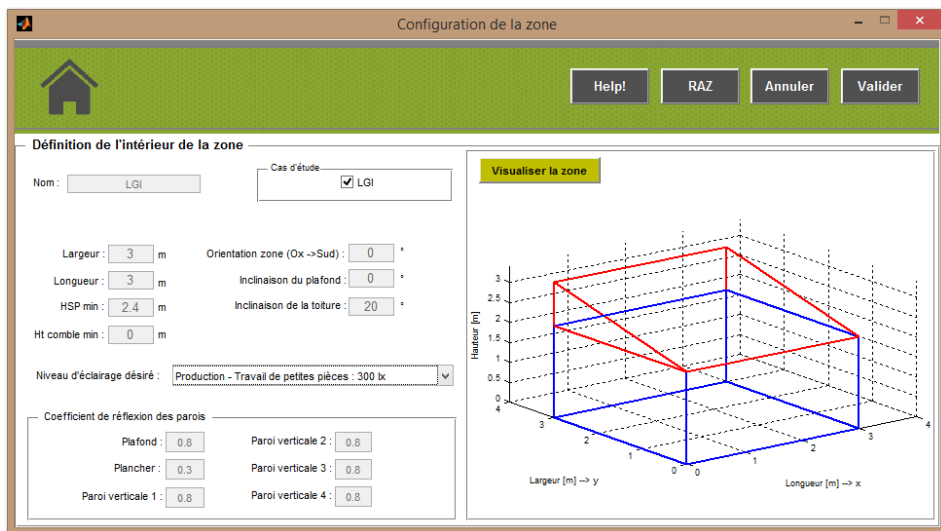 Configuration de la zone
Help!
RAZ
Annuler
Valider
Définition de l'intérieur de la zone
Nom :
LGI
Cas d'étude
LGI
Largeur : 3 m
Orientation zone (Ox ->Sud) : 0 °
Longueur : 3 m
Inclinaison du plafond : 0 °
HSP min : 2.4 m
Inclinaison de la toiture : 20 °
Ht comble min : 0 m
Niveau d'éclairage désiré : Production - Travail de petites pièces : 300 lx
Coefficient de réflexion des parois
Plafond : 0.8
Paroi verticale 2 : 0.8
Plancher : 0.3
Paroi verticale 3 : 0.8
Paroi verticale 1 : 0.8
Paroi verticale 4 : 0.8
Visualiser la zone
Hauteur [m]
3
2.5
2
1.5
1
0.5
0
4
3
2
1
0
0
1
2
3
4
Largeur [m] --> y
Longueur [m] --> x